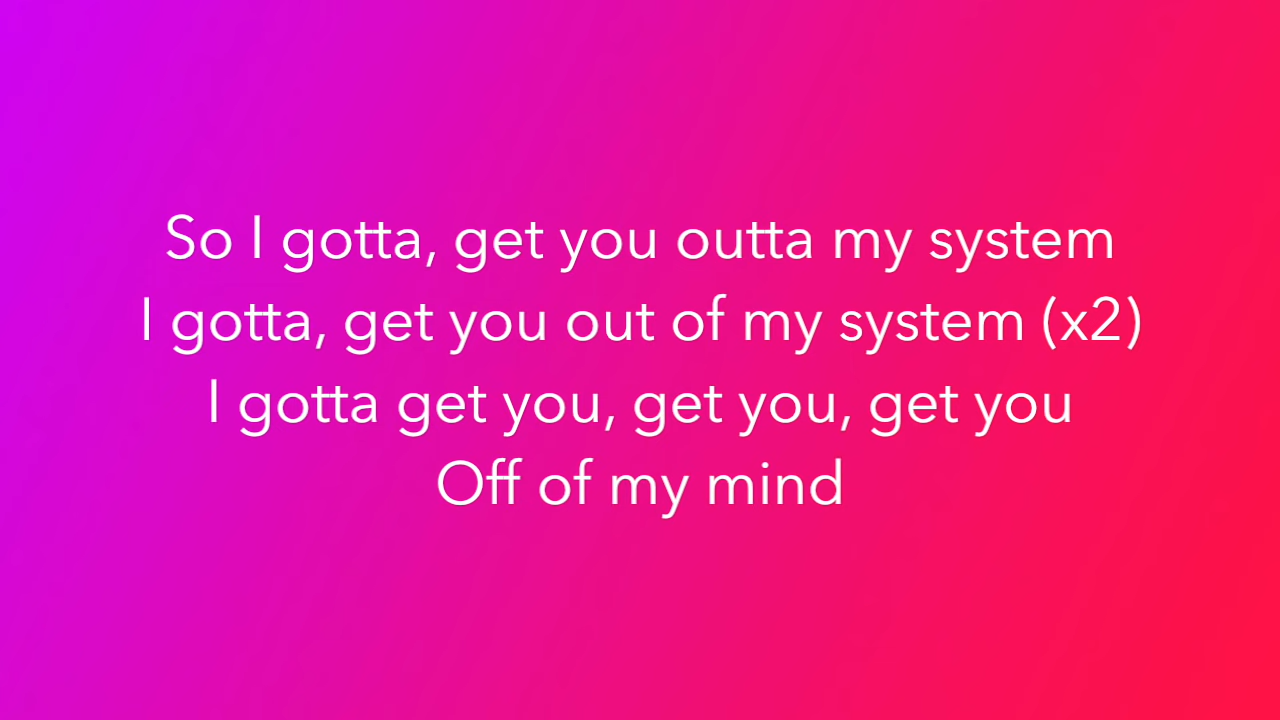 So I gotta, get you outta my system
I gotta, get you out of my system (x2)
I gotta get you, get you, get you
Off of my mind